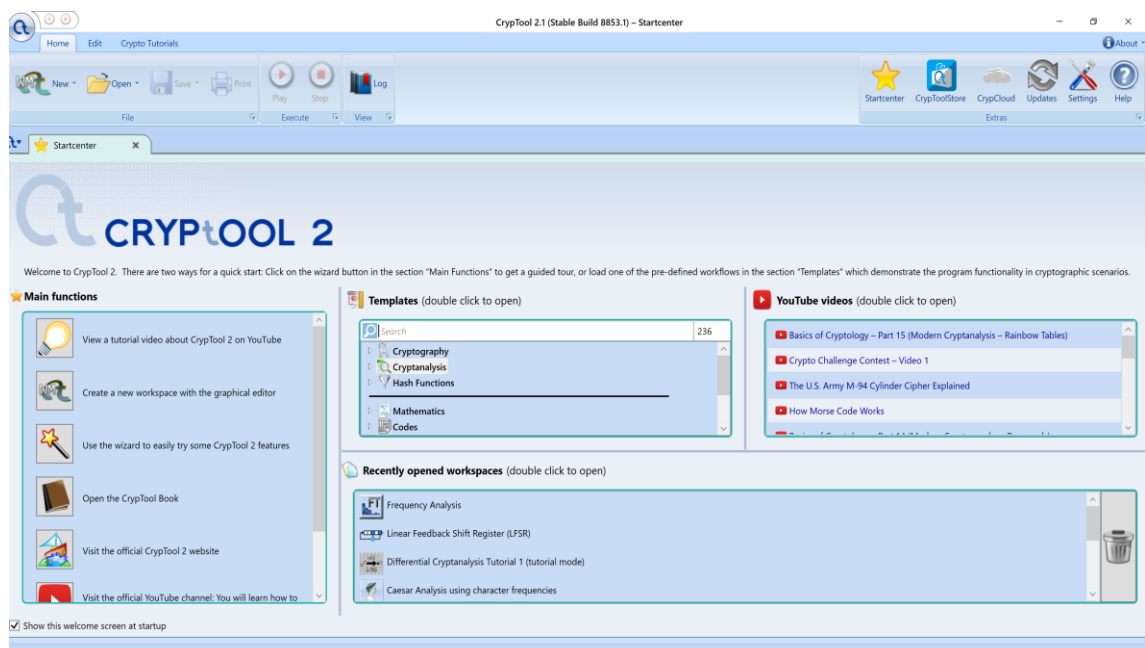 CrypTool 2.1 (Stable Build 8853.1) – Startcenter
Home Edit Crypto Tutorials
About
New Open Save Print Play Stop Log Startcenter CrypToolStore CrypCloud Updates Settings Help
File Execute View Extras
Startcenter
CRYPtOOL 2
Welcome to CrypTool 2. There are two ways for a quick start: Click on the wizard button in the section "Main Functions" to get a guided tour, or load one of the pre-defined workflows in the section "Templates" which demonstrate the program functionality in cryptographic scenarios.
Main functions
View a tutorial video about CrypTool 2 on YouTube
Create a new workspace with the graphical editor
Use the wizard to easily try some CrypTool 2 features
Open the CrypTool Book
Visit the official CrypTool 2 website
Visit the official YouTube channel: You will learn how to
Templates (double click to open)
Search 236
Cryptography
Cryptanalysis
Hash Functions
Mathematics
Codes
YouTube videos (double click to open)
Basics of Cryptology – Part 15 (Modern Cryptanalysis – Rainbow Tables)
Crypto Challenge Contest – Video 1
The U.S. Army M-94 Cylinder Cipher Explained
How Morse Code Works
Recently opened workspaces (double click to open)
Frequency Analysis
Linear Feedback Shift Register (LFSR)
Differential Cryptanalysis Tutorial 1 (tutorial mode)
Caesar Analysis using character frequencies
Show this welcome screen at startup